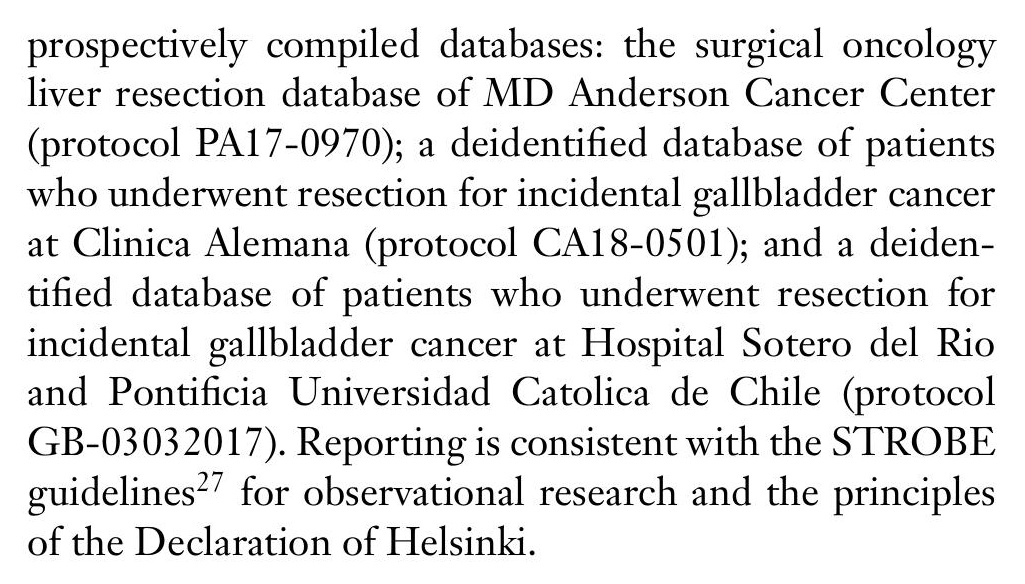 prospectively compiled databases: the surgical oncology
liver resection database of MD Anderson Cancer Center
(protocol PA17-0970); a deidentified database of patients
who underwent resection for incidental gallbladder cancer
at Clinica Alemana (protocol CA18-0501); and a deiden-
tified database of patients who underwent resection for
incidental gallbladder cancer at Hospital Sotero del Rio
and Pontificia Universidad Catolica de Chile (protocol
GB-03032017). Reporting is consistent with the STROBE
guidelines27 for observational research and the principles
of the Declaration of Helsinki.